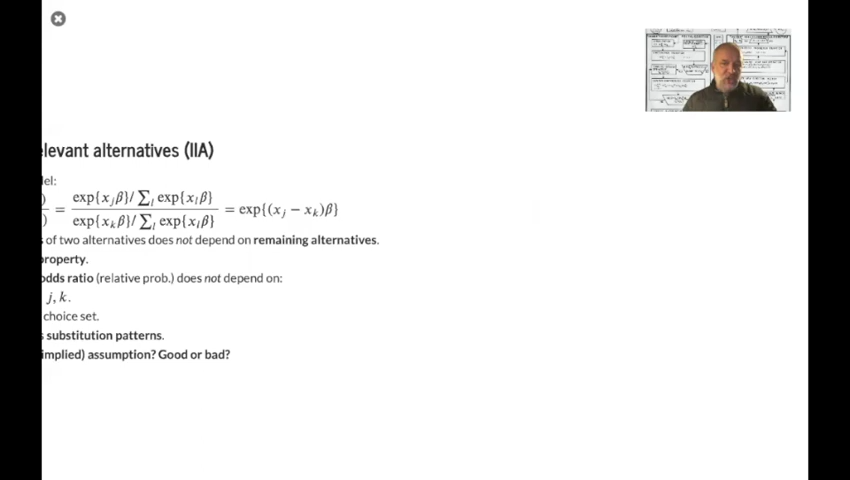 elevant alternatives (IIA)
del:
) = exp{x_jβ}/∑_l exp{x_lβ} / exp{x_kβ}/∑_l exp{x_lβ} = exp{(x_j − x_k)β}
s of two alternatives does not depend on remaining alternatives.
property.
odds ratio (relative prob.) does not depend on:
j, k.
choice set.
s substitution patterns.
(implied) assumption? Good or bad?